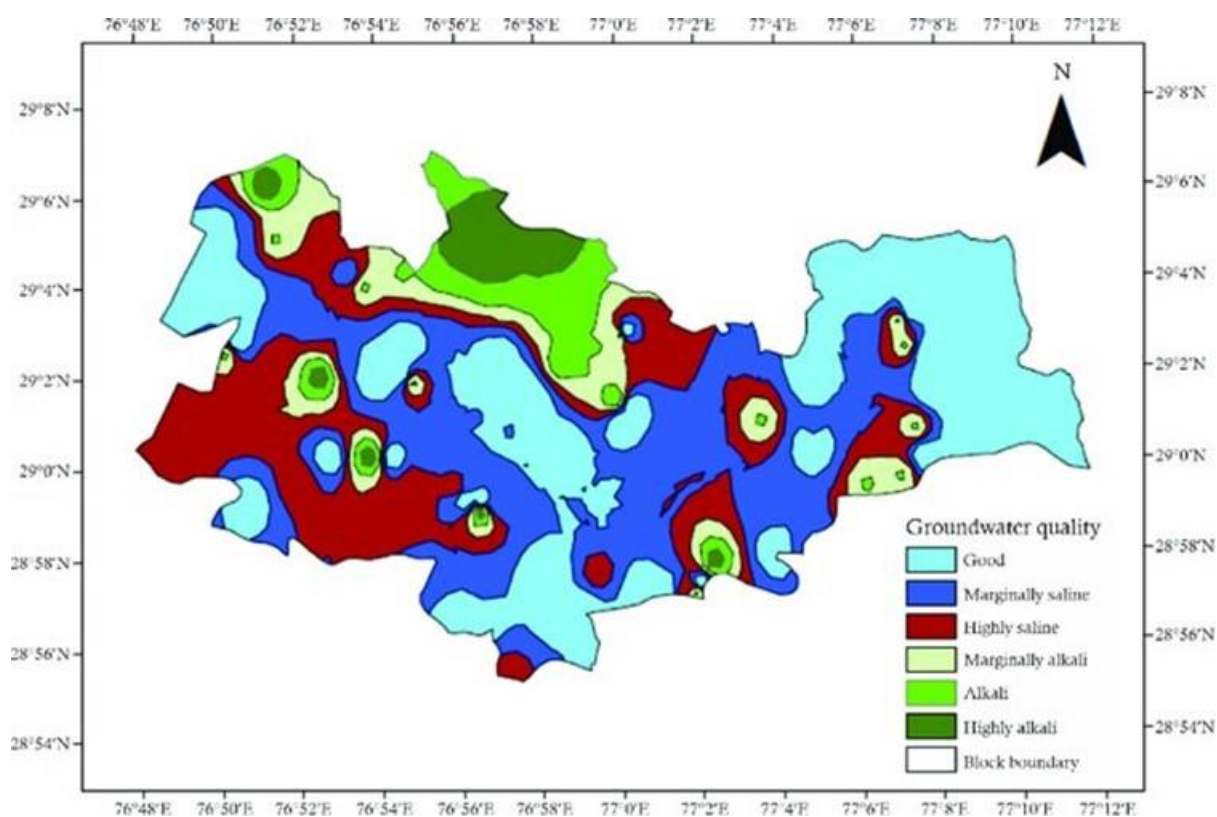 76°48'E 76°50'E 76°52'E 76°54'E 76°56'E 76°58'E 77°0'E 77°2'E 77°4'E 77°6'E 77°8'E 77°10'E 77°12'E
N
29°8'N 29°8'N
29°6'N 29°6'N
29°4'N 29°4'N
29°2'N 29°2'N
29°0'N 29°0'N
28°58'N 28°58'N
28°56'N 28°56'N
28°54'N 28°54'N
Groundwater quality
Good
Marginally saline
Highly saline
Marginally alkali
Alkali
Highly alkali
Block boundary
76°48'E 76°50'E 76°52'E 76°54'E 76°56'E 76°58'E 77°0'E 77°2'E 77°4'E 77°6'E 77°8'E 77°10'E 77°12'E